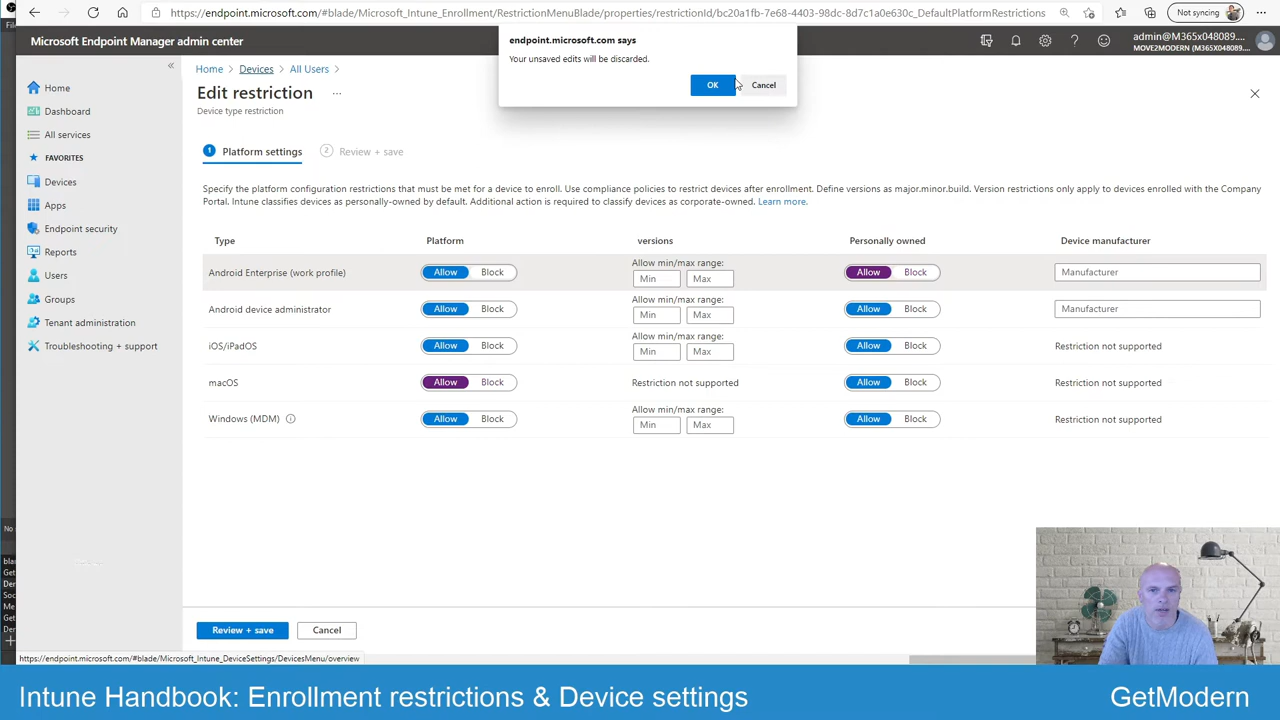 https://endpoint.microsoft.com/#blade/Microsoft_Intune_Enrollment/RestrictionMenuBlade/properties/restrictionId/bc20a1fb-7e68-4403-98dc-8d7c1a0e630c_DefaultPlatformRestrictions
Not syncing
Microsoft Endpoint Manager admin center
admin@M365x048089....
MOVE2MODERN (M365X048089....
endpoint.microsoft.com says
Your unsaved edits will be discarded.
OK
Cancel
Home
Dashboard
All services
FAVORITES
Devices
Apps
Endpoint security
Reports
Users
Groups
Tenant administration
Troubleshooting + support
Home > Devices > All Users >
Edit restriction ...
Device type restriction
1 Platform settings
2 Review + save
Specify the platform configuration restrictions that must be met for a device to enroll. Use compliance policies to restrict devices after enrollment. Define versions as major.minor.build. Version restrictions only apply to devices enrolled with the Company
Portal. Intune classifies devices as personally-owned by default. Additional action is required to classify devices as corporate-owned. Learn more.
Type Platform versions Personally owned Device manufacturer
Allow min/max range:
Android Enterprise (work profile) Allow Block Min Max Allow Block Manufacturer
Allow min/max range:
Android device administrator Allow Block Min Max Allow Block Manufacturer
Allow min/max range:
iOS/iPadOS Allow Block Min Max Allow Block Restriction not supported
macOS Allow Block Restriction not supported Allow Block Restriction not supported
Allow min/max range:
Windows (MDM) Allow Block Min Max Allow Block Restriction not supported
Review + save
Cancel
https://endpoint.microsoft.com/#blade/Microsoft_Intune_DeviceSettings/DevicesMenu/overview
Intune Handbook: Enrollment restrictions & Device settings
GetModern